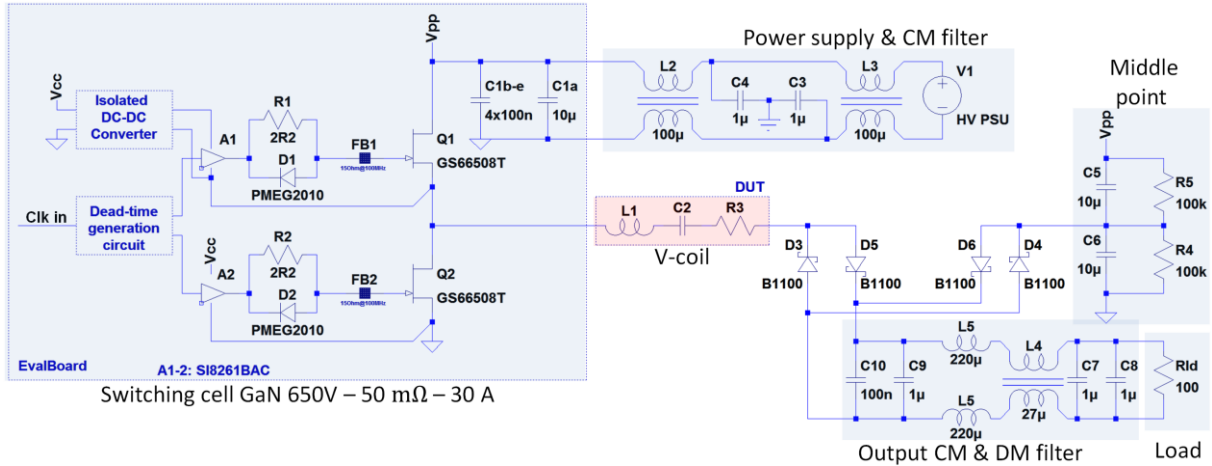 Vpp
Power supply & CM filter
Vcc
Isolated
DC-DC
Converter
A1
R1
2R2
D1
PMEG2010
FB1
15Ohm@100MHz
Q1
GS66508T
C1b-e
4x100n
C1a
10µ
L2
100µ
C4
1µ
C3
1µ
L3
100µ
V1
HV PSU
Middle
point
Vpp
C5
10µ
R5
100k
C6
10µ
R4
100k
Clk in
Dead-time
generation
circuit
Vcc
A2
R2
2R2
D2
PMEG2010
FB2
15Ohm@100MHz
Q2
GS66508T
DUT
L1
C2
R3
V-coil
D3
B1100
D5
B1100
D6
B1100
D4
B1100
EvalBoard
A1-2: SI8261BAC
Switching cell GaN 650V – 50 mΩ – 30 A
C10
100n
C9
1µ
L5
220µ
L4
27µ
L5
220µ
C7
1µ
C8
1µ
Rld
100
Output CM & DM filter
Load